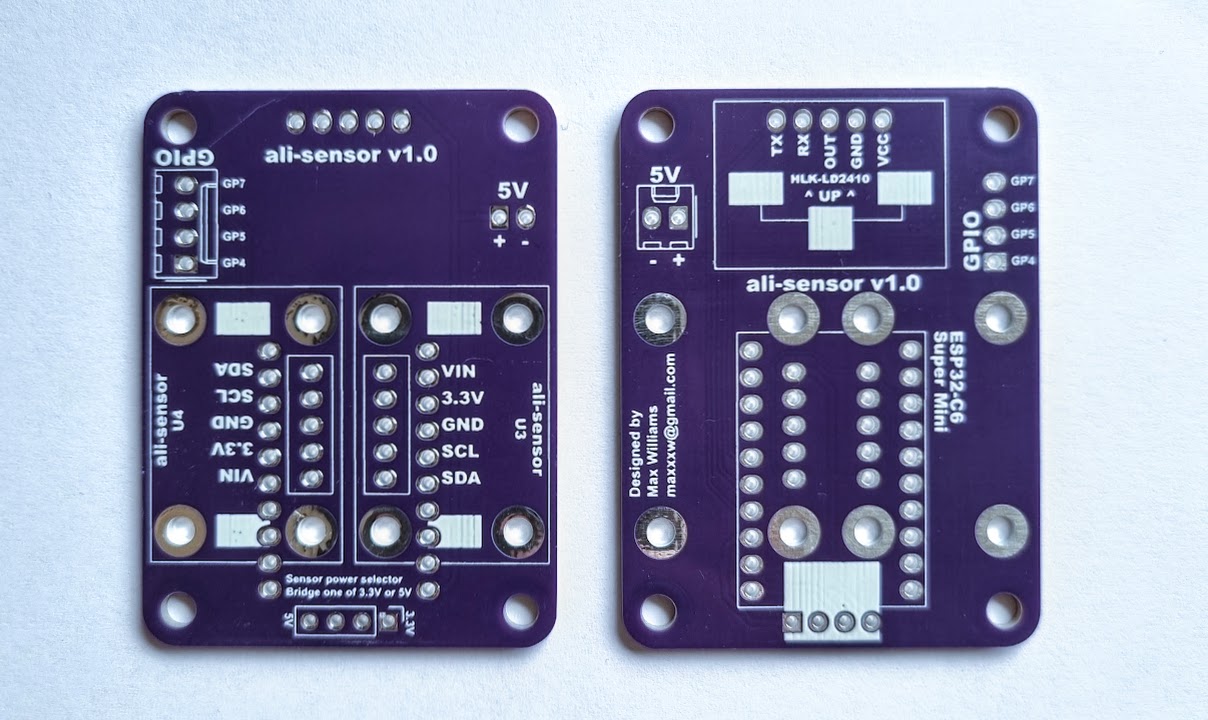 GPIO
ali-sensor v1.0
GP7
GP6
GP5
GP4
5V
+ -
ali-sensor
U4
SDA
SCL
GND
3.3V
VIN
VIN
3.3V
GND
SCL
SDA
ali-sensor
U3
Sensor power selector
Bridge one of 3.3V or 5V
5V
3.3V
TX
RX
OUT
GND
VCC
HLK-LD2410
^ UP ^
5V
- +
GPIO
GP7
GP6
GP5
GP4
ali-sensor v1.0
ESP32-C6
Super Mini
Designed by
Max Williams
maxxxw@gmail.com